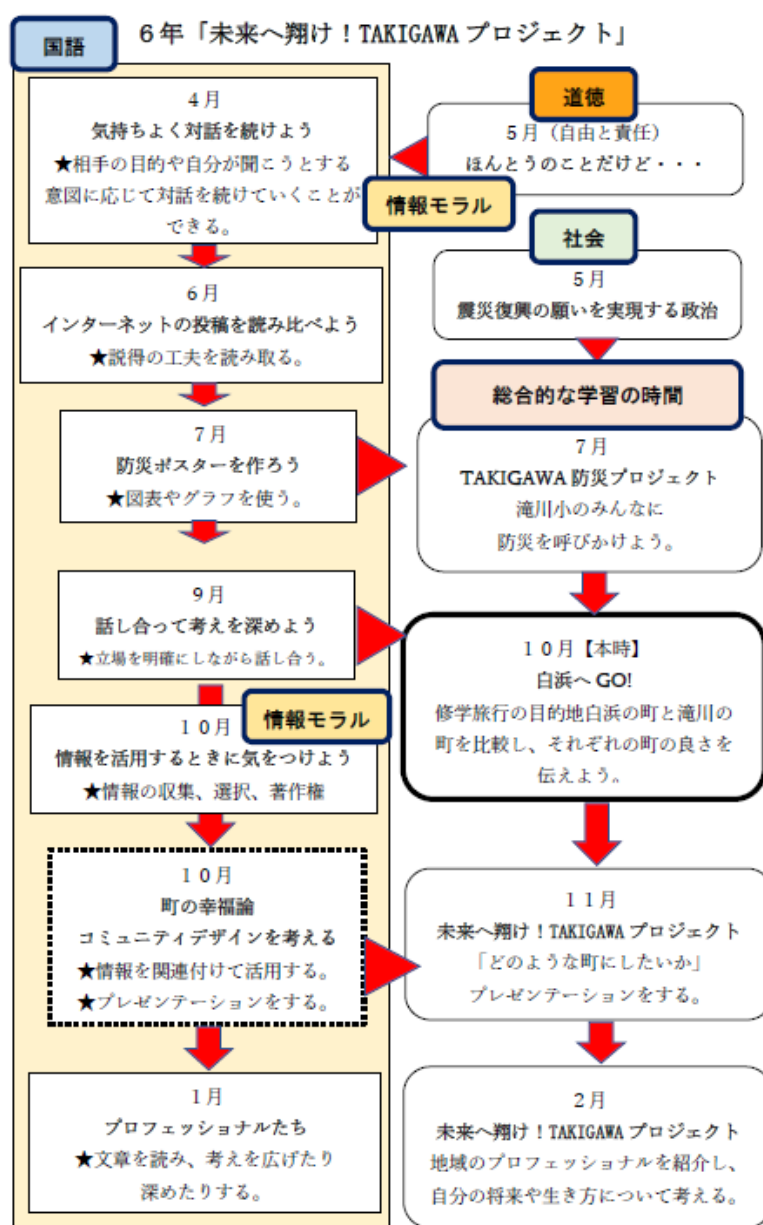 6年「未来へ翔け！TAKIGAWAプロジェクト」
国語
4月
気持ちよく対話を続けよう
★相手の目的や自分が聞こうとする
意図に応じて対話を続けていくことが
できる。
道徳
5月（自由と責任）
ほんとうのことだけど・・・
情報モラル
社会
5月
震災復興の願いを実現する政治
6月
インターネットの投稿を読み比べよう
★説得の工夫を読み取る。
総合的な学習の時間
7月
防災ポスターを作ろう
★図表やグラフを使う。
7月
TAKIGAWA防災プロジェクト
滝川小のみんなに
防災を呼びかけよう。
9月
話し合って考えを深めよう
★立場を明確にしながら話し合う。
10月【本時】
白浜へGO!
修学旅行の目的地白浜の町と滝川の
町を比較し、それぞれの町の良さを
伝えよう。
情報モラル
10月
情報を活用するときに気をつけよう
★情報の収集、選択、著作権
10月
町の幸福論
コミュニティデザインを考える
★情報を関連付けて活用する。
★プレゼンテーションをする。
11月
未来へ翔け！TAKIGAWAプロジェクト
「どのような町にしたいか」
プレゼンテーションをする。
1月
プロフェッショナルたち
★文章を読み、考えを広げたり
深めたりする。
2月
未来へ翔け！TAKIGAWAプロジェクト
地域のプロフェッショナルを紹介し、
自分の将来や生き方について考える。